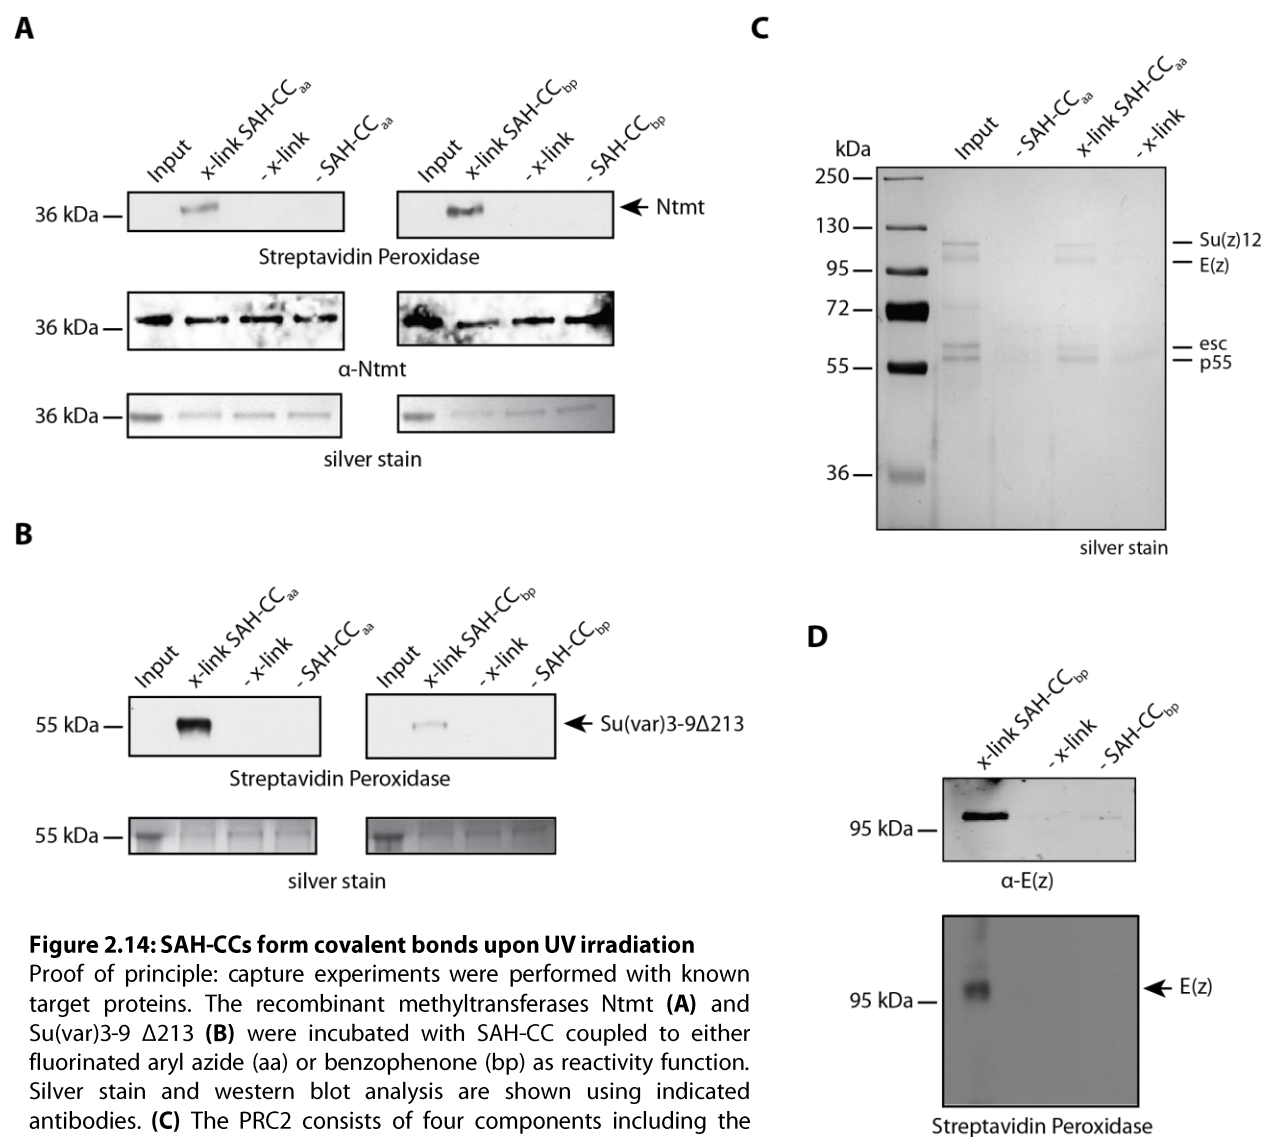 A
Input
x-link SAH-CCaa
- x-link
- SAH-CCaa
Input
x-link SAH-CCbp
- x-link
- SAH-CCbp
36 kDa
Ntmt
Streptavidin Peroxidase
36 kDa
α-Ntmt
36 kDa
silver stain
B
Input
x-link SAH-CCaa
- x-link
- SAH-CCaa
Input
x-link SAH-CCbp
- x-link
- SAH-CCbp
55 kDa
Su(var)3-9Δ213
Streptavidin Peroxidase
55 kDa
silver stain
C
kDa
Input
- SAH-CCaa
x-link SAH-CCaa
- x-link
250
130
95
72
55
36
Su(z)12
E(z)
esc
p55
silver stain
D
x-link SAH-CCbp
- x-link
- SAH-CCbp
95 kDa
α-E(z)
95 kDa
E(z)
Streptavidin Peroxidase
Figure 2.14: SAH-CCs form covalent bonds upon UV irradiation
Proof of principle: capture experiments were performed with known
target proteins. The recombinant methyltransferases Ntmt (A) and
Su(var)3-9 Δ213 (B) were incubated with SAH-CC coupled to either
fluorinated aryl azide (aa) or benzophenone (bp) as reactivity function.
Silver stain and western blot analysis are shown using indicated
antibodies. (C) The PRC2 consists of four components including the